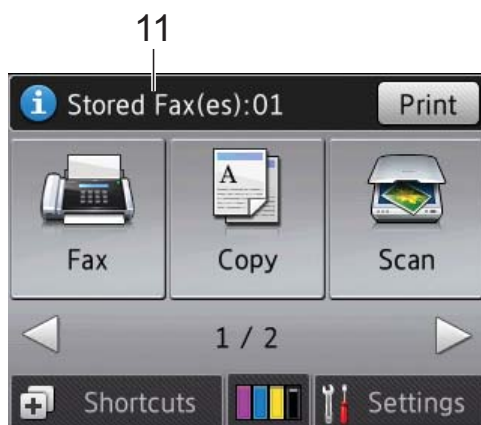 11
Stored Fax(es):01 Print
Fax Copy Scan
1 / 2
Shortcuts Settings